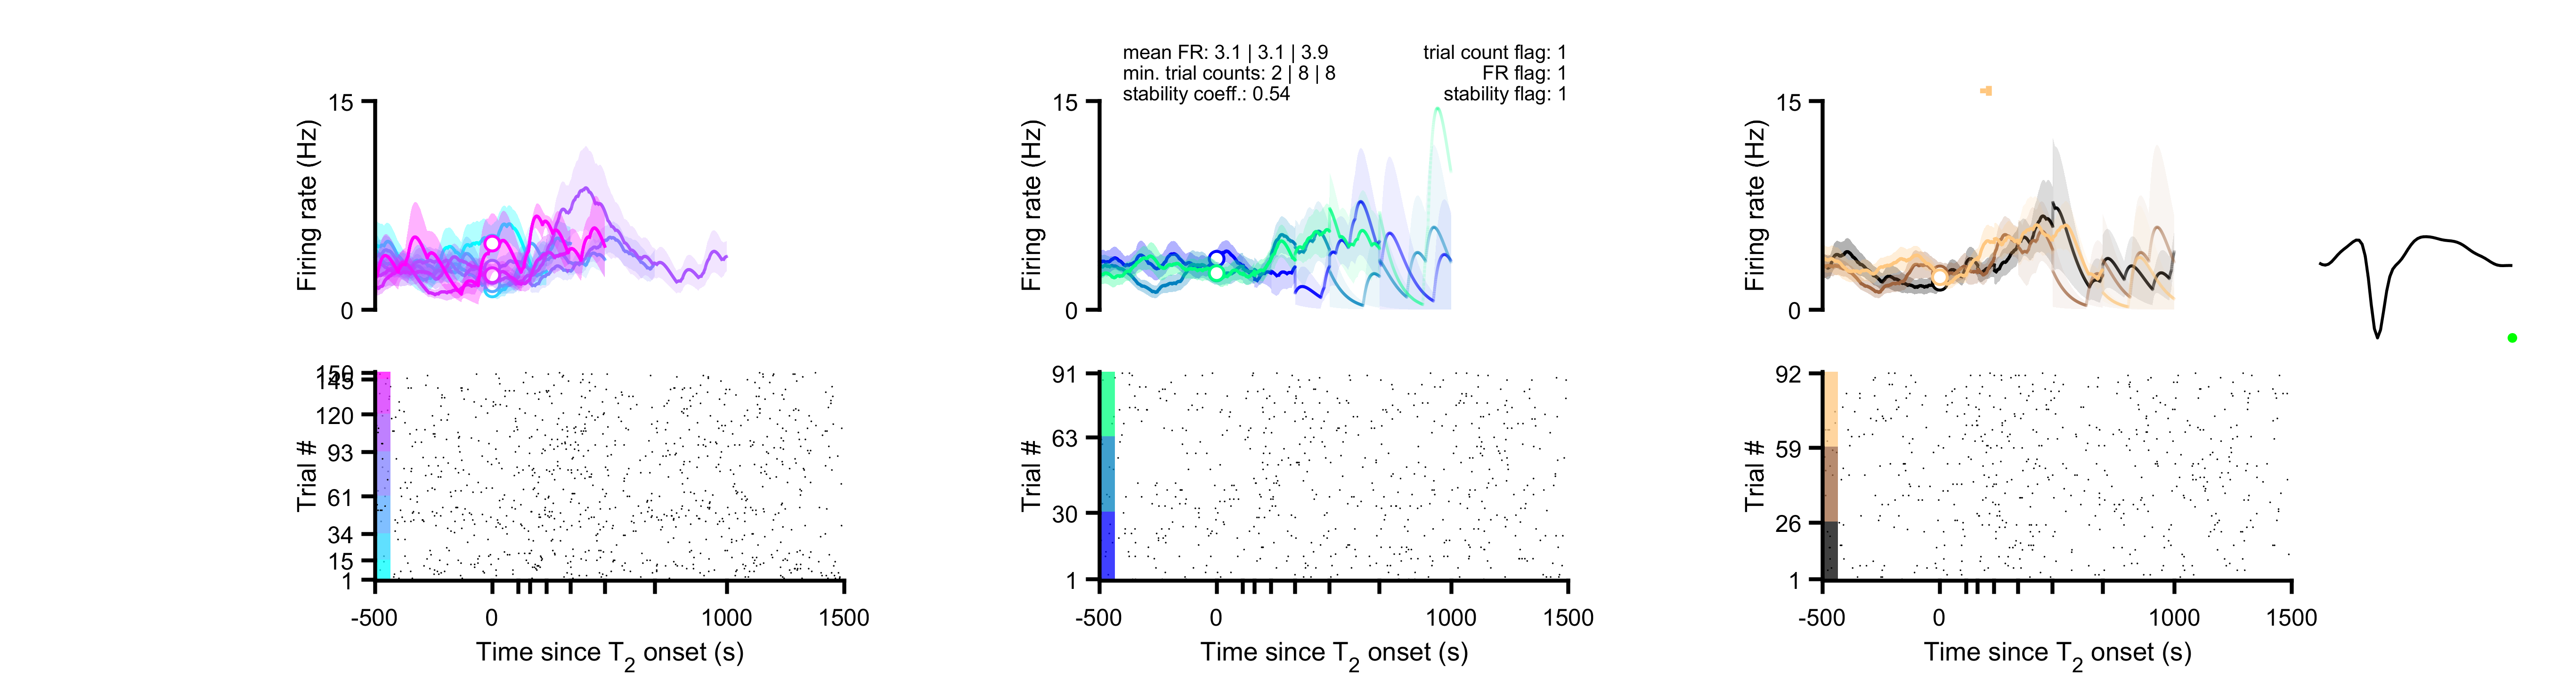 mean FR: 3.1 | 3.1 | 3.9
min. trial counts: 2 | 8 | 8
stability coeff.: 0.54
trial count flag: 1
FR flag: 1
stability flag: 1
15
Firing rate (Hz)
0
15
Firing rate (Hz)
0
15
Firing rate (Hz)
0
150
145
120
93
61
34
15
1
Trial #
-500 0 1000 1500
Time since T2 onset (s)
91
63
30
1
Trial #
-500 0 1000 1500
Time since T2 onset (s)
92
59
26
1
Trial #
-500 0 1000 1500
Time since T2 onset (s)